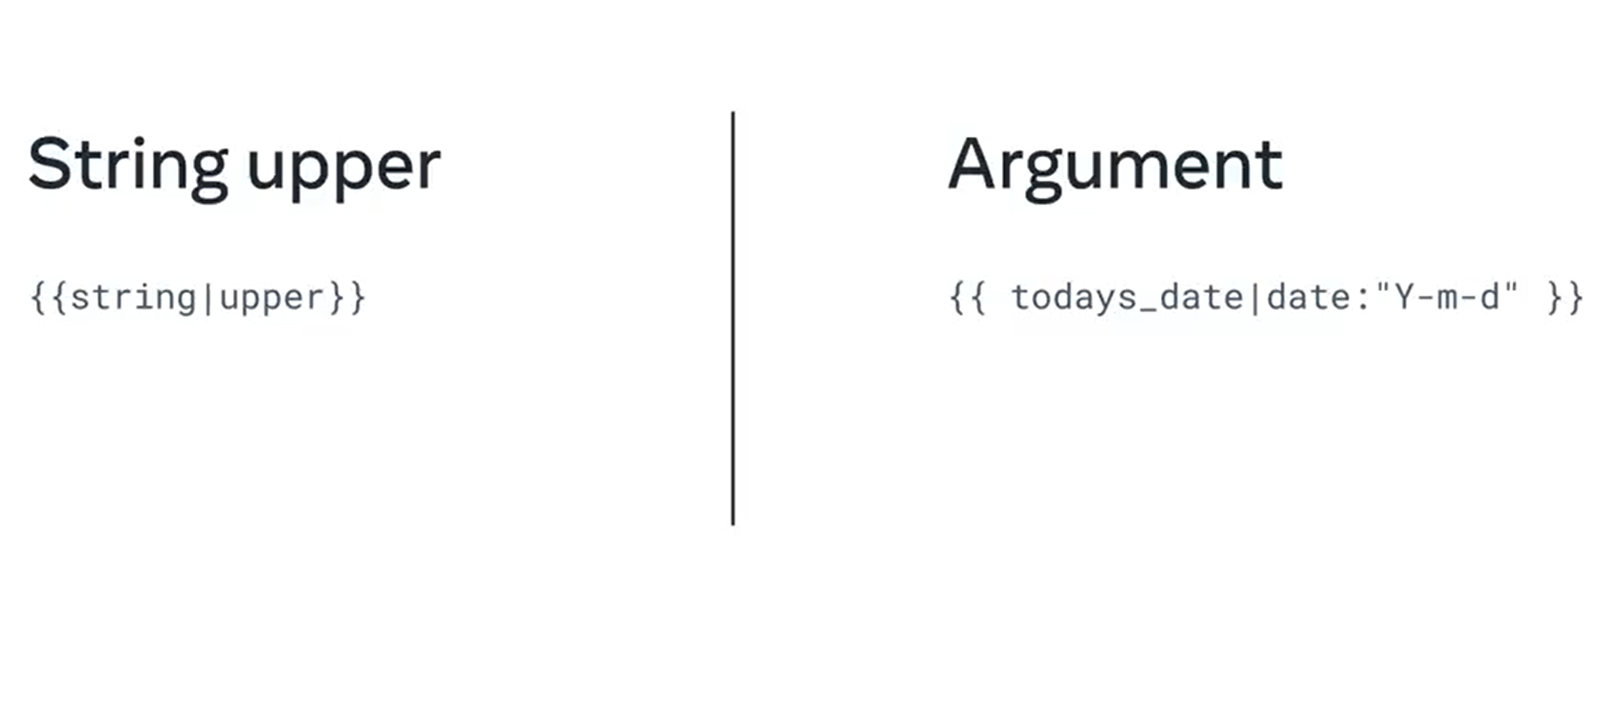 String upper
{{string|upper}}
Argument
{{ todays_date|date:"Y-m-d" }}